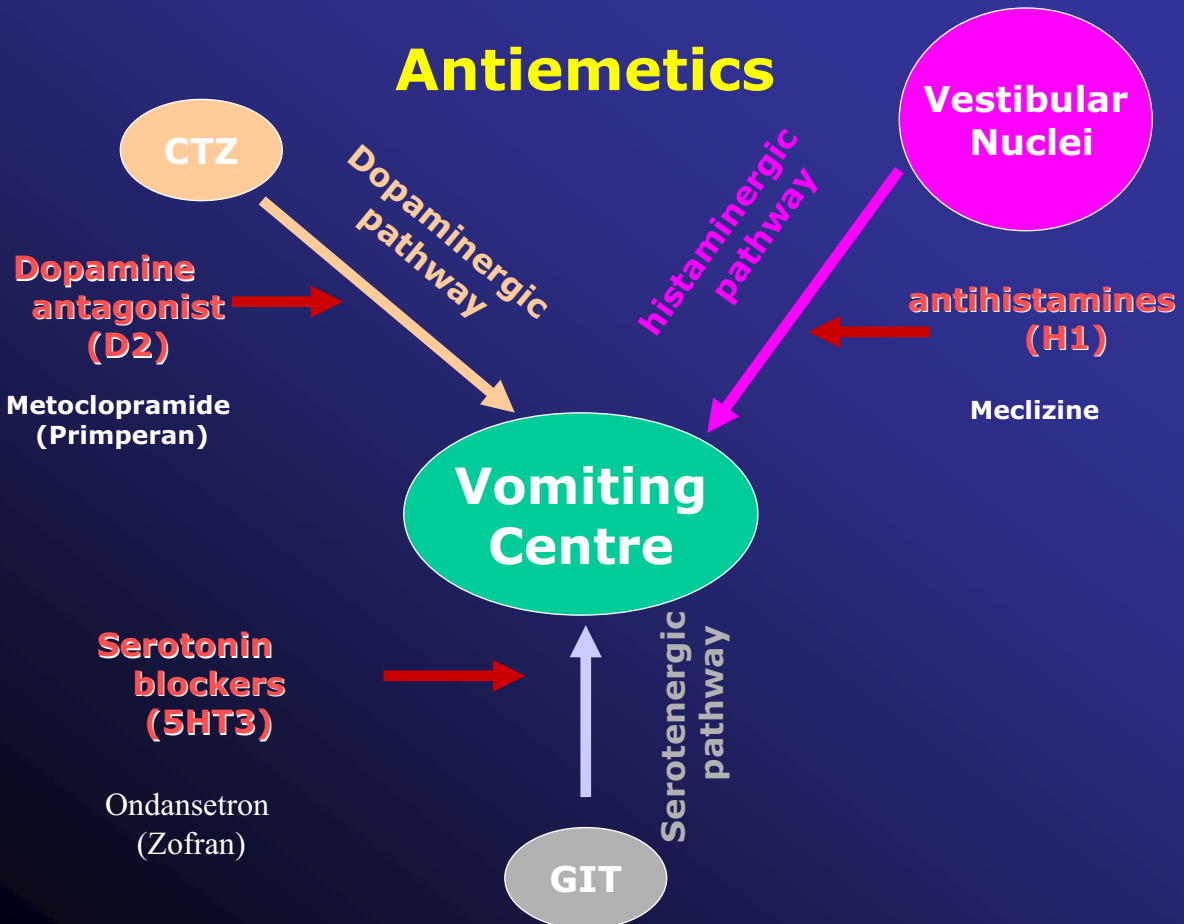 Antiemetics
CTZ
Vestibular
Nuclei
Dopaminergic
pathway
histaminergic
pathway
Dopamine
antagonist
(D2)
antihistamines
(H1)
Metoclopramide
(Primperan)
Meclizine
Vomiting
Centre
Serotonin
blockers
(5HT3)
Serotenergic
pathway
Ondansetron
(Zofran)
GIT